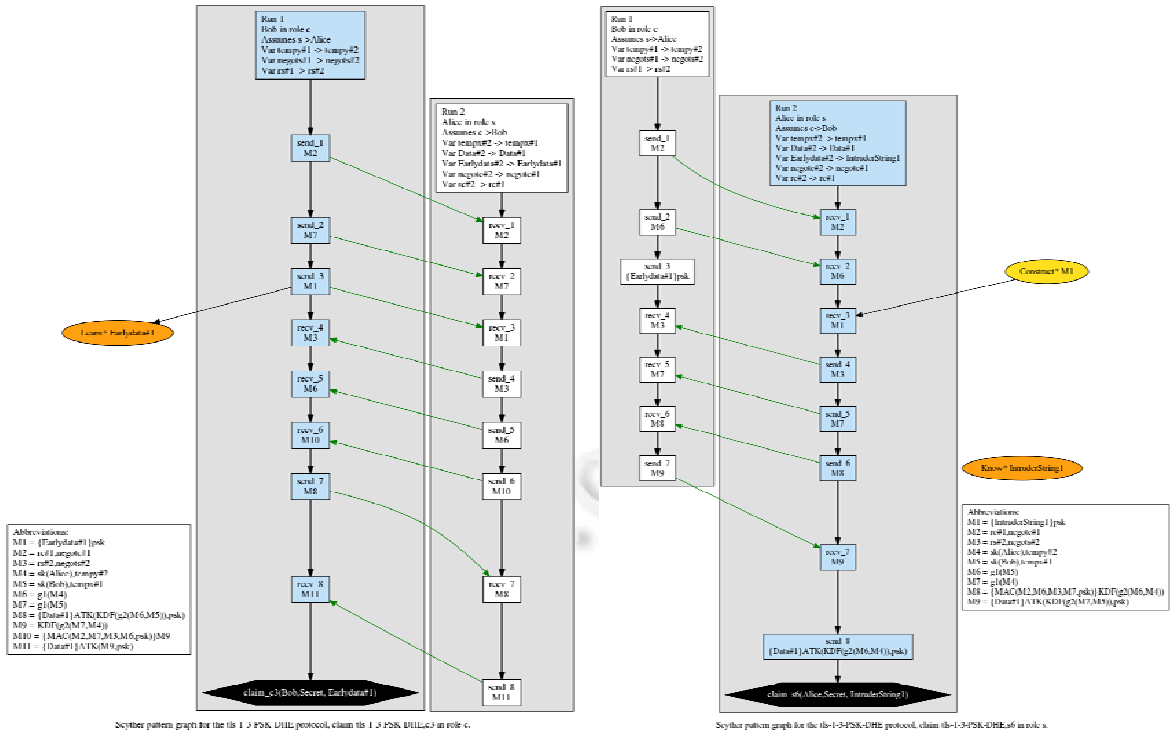 Run 1
Bob in role c
Assumes s->Alice
Var tempy#1 -> tempy#2
Var negots#1 -> negots#2
Var rs#1 -> rs#2
send_1
M2
send_2
M7
send_3
M1
Learn* Earlydata#1
recv_4
M3
recv_5
M6
recv_6
M10
send_7
M8
recv_8
M11
claim_c3(Bob,Secret, Earlydata#1)
Run 2
Alice in role s
Assumes c->Bob
Var tempx#2 -> tempx#1
Var Data#2 -> Data#1
Var Earlydata#2 -> Earlydata#1
Var negotc#2 -> negotc#1
Var rc#2 -> rc#1
recv_1
M2
recv_2
M7
recv_3
M1
send_4
M3
send_5
M6
send_6
M10
recv_7
M8
send_8
M11
Abbreviations:
M1 = {Earlydata#1}psk
M2 = rc#1,negotc#1
M3 = rs#2,negots#2
M4 = sk(Alice),tempy#2
M5 = sk(Bob),tempx#1
M6 = g1(M4)
M7 = g1(M5)
M8 = {Data#1}ATK(KDF(g2(M6,M5)),psk)
M9 = KDF(g2(M7,M4))
M10 = {MAC(M2,M7,M3,M6,psk)}M9
M11 = {Data#1}ATK(M9,psk)
Scyther pattern graph for the tls-1-3-PSK-DHE protocol, claim tls-1-3-PSK-DHE,c3 in role c.
Run 1
Bob in role c
Assumes s->Alice
Var tempy#1 -> tempy#2
Var negots#1 -> negots#2
Var rs#1 -> rs#2
send_1
M2
send_2
M6
send_3
{Earlydata#1}psk
recv_4
M3
recv_5
M7
recv_6
M8
send_7
M9
Run 2
Alice in role s
Assumes c->Bob
Var tempx#2 -> tempx#1
Var Data#2 -> Data#1
Var Earlydata#2 -> IntruderString1
Var negotc#2 -> negotc#1
Var rc#2 -> rc#1
recv_1
M2
recv_2
M6
Construct* M1
recv_3
M1
send_4
M3
send_5
M7
send_6
M8
Know* IntruderString1
recv_7
M9
send_8
{Data#1}ATK(KDF(g2(M6,M4)),psk)
claim_s6(Alice,Secret, IntruderString1)
Abbreviations:
M1 = {IntruderString1}psk
M2 = rc#1,negotc#1
M3 = rs#2,negots#2
M4 = sk(Alice),tempy#2
M5 = sk(Bob),tempx#1
M6 = g1(M5)
M7 = g1(M4)
M8 = {MAC(M2,M6,M3,M7,psk)}KDF(g2(M6,M4))
M9 = {Data#1}ATK(KDF(g2(M7,M5)),psk)
Scyther pattern graph for the tls-1-3-PSK-DHE protocol, claim tls-1-3-PSK-DHE,s6 in role s.